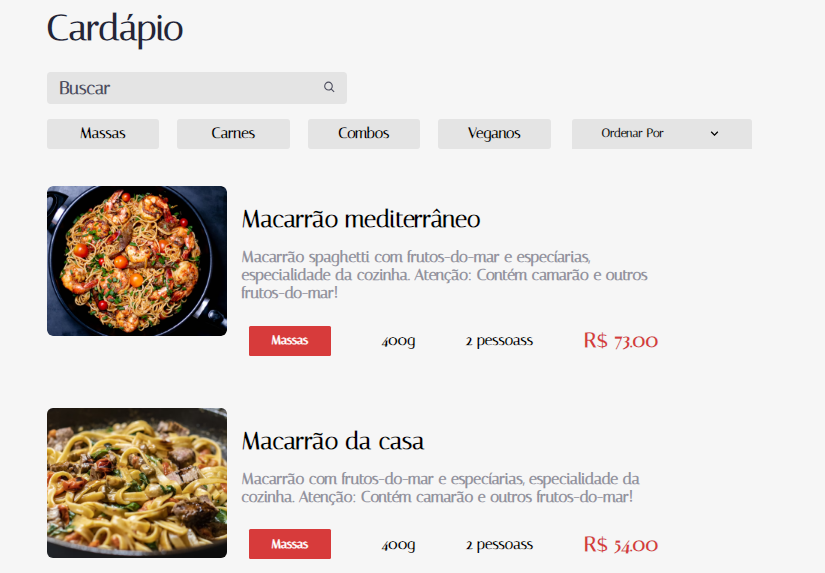 Cardápio
Buscar
Massas Carnes Combos Veganos Ordenar Por
Macarrão mediterrâneo
Macarrão spaghetti com frutos-do-mar e especíarias,
especialidade da cozinha. Atenção: Contém camarão e outros
frutos-do-mar!
Massas 400g 2 pessoass R$ 73.00
Macarrão da casa
Macarrão com frutos-do-mar e especíarias, especialidade da
cozinha. Atenção: Contém camarão e outros frutos-do-mar!
Massas 400g 2 pessoass R$ 54.00